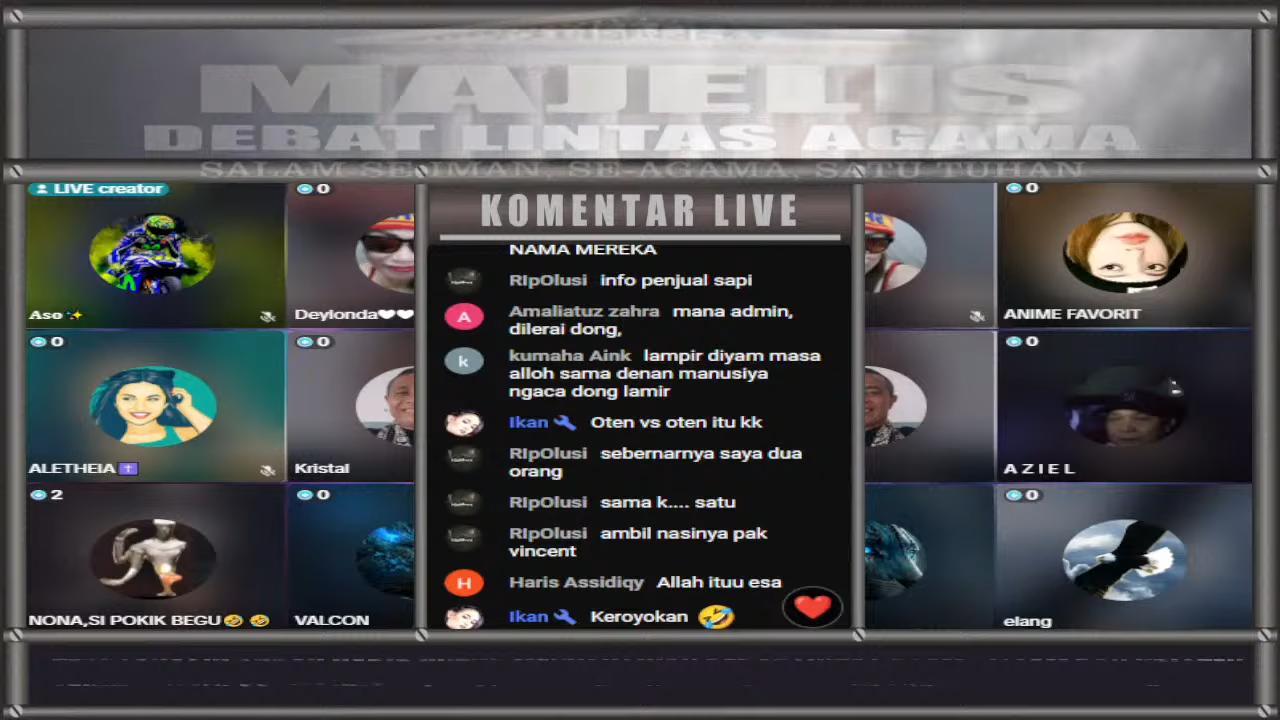 MAJELIS
DEBAT LINTAS AGAMA
SALAM SE-IMAN, SE-AGAMA, SATU TUHAN
LIVE creator
0
0
KOMENTAR LIVE
Aso
Deylonda
ANIME FAVORIT
0
0
0
ALETHEIA
Kristal
A Z I E L
2
0
0
NONA,SI POKIK BEGU
VALCON
elang
NAMA MEREKA
RIpOlusi info penjual sapi
A
Amaliatuz zahra mana admin,
dilerai dong,
k
kumaha Aink lampir diyam masa
alloh sama denan manusiya
ngaca dong lamir
Ikan Oten vs oten itu kk
RIpOlusi sebernarnya saya dua
orang
RIpOlusi sama k.... satu
RIpOlusi ambil nasinya pak
vincent
H
Haris Assidiqy Allah ituu esa
Ikan Keroyokan